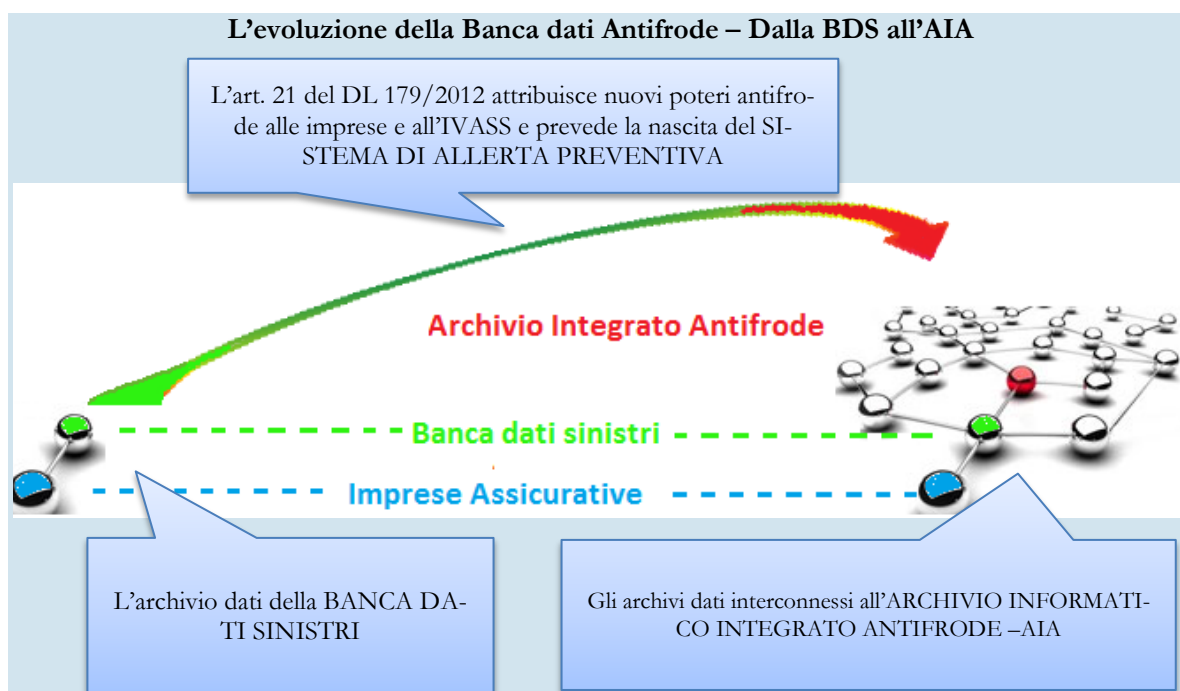 L'evoluzione della Banca dati Antifrode – Dalla BDS all'AIA
L'art. 21 del DL 179/2012 attribuisce nuovi poteri antifro-
de alle imprese e all'IVASS e prevede la nascita del SI-
STEMA DI ALLERTA PREVENTIVA
Archivio Integrato Antifrode
Banca dati sinistri
Imprese Assicurative
L'archivio dati della BANCA DA-
TI SINISTRI
Gli archivi dati interconnessi all'ARCHIVIO INFORMATI-
CO INTEGRATO ANTIFRODE –AIA